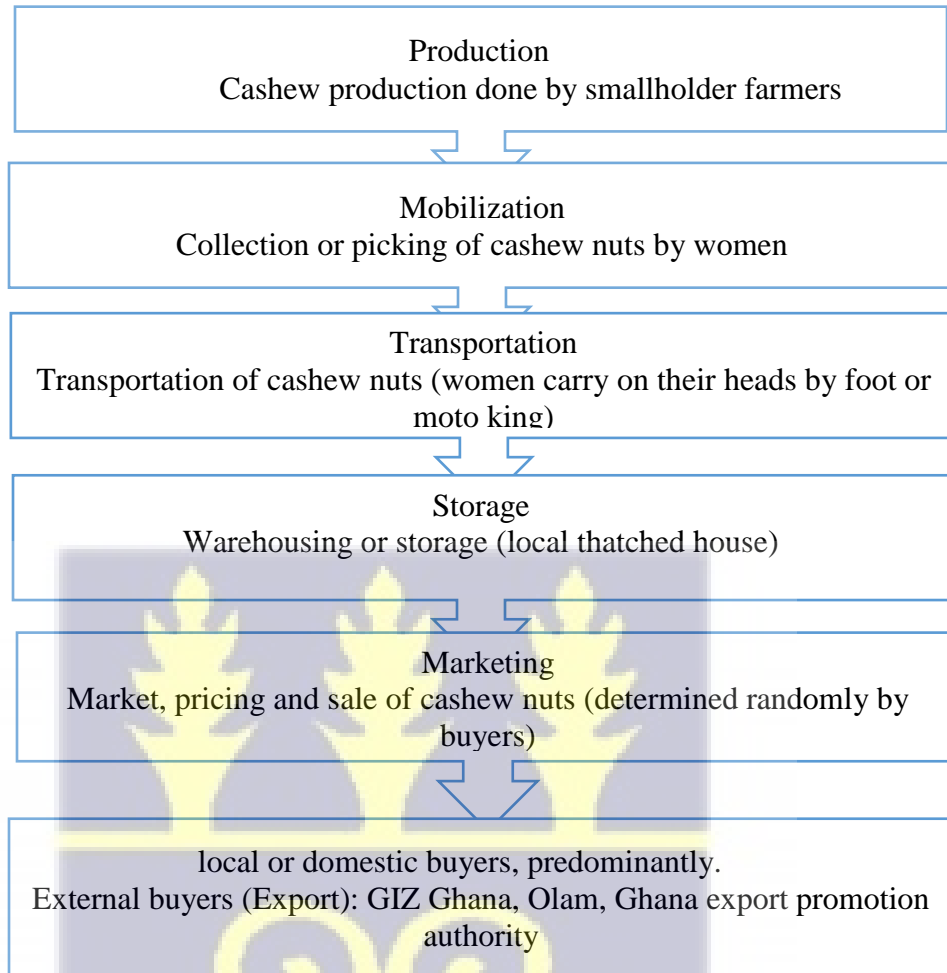 Production
Cashew production done by smallholder farmers
Mobilization
Collection or picking of cashew nuts by women
Transportation
Transportation of cashew nuts (women carry on their heads by foot or
moto king)
Storage
Warehousing or storage (local thatched house)
Marketing
Market, pricing and sale of cashew nuts (determined randomly by
buyers)
local or domestic buyers, predominantly.
External buyers (Export): GIZ Ghana, Olam, Ghana export promotion
authority